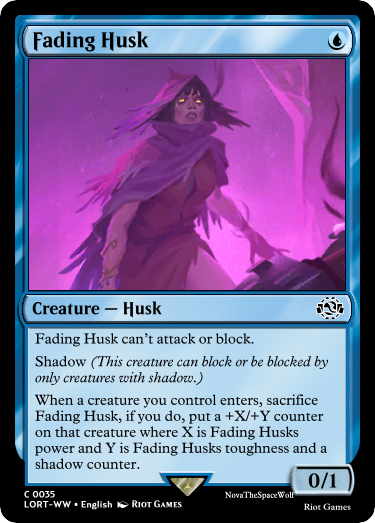 Fading Husk
Creature — Husk
Fading Husk can't attack or block.
Shadow (This creature can block or be blocked by
only creatures with shadow.)
When a creature you control enters, sacrifice
Fading Husk, if you do, put a +X/+Y counter
on that creature where X is Fading Husks
power and Y is Fading Husks toughness and a
shadow counter.
0/1
C 0035
LORT-WW • English Riot Games
NovaTheSpaceWolf
Riot Games